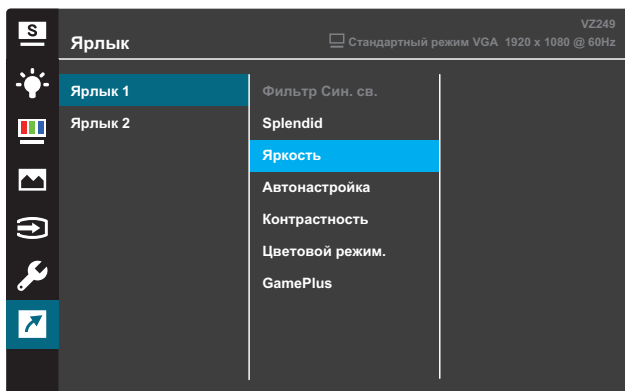 S
VZ249
Ярлык
Стандартный режим VGA 1920 x 1080 @ 60Hz
Ярлык 1
Ярлык 2
Фильтр Син. св.
Splendid
Яркость
Автонастройка
Контрастность
Цветовой режим.
GamePlus